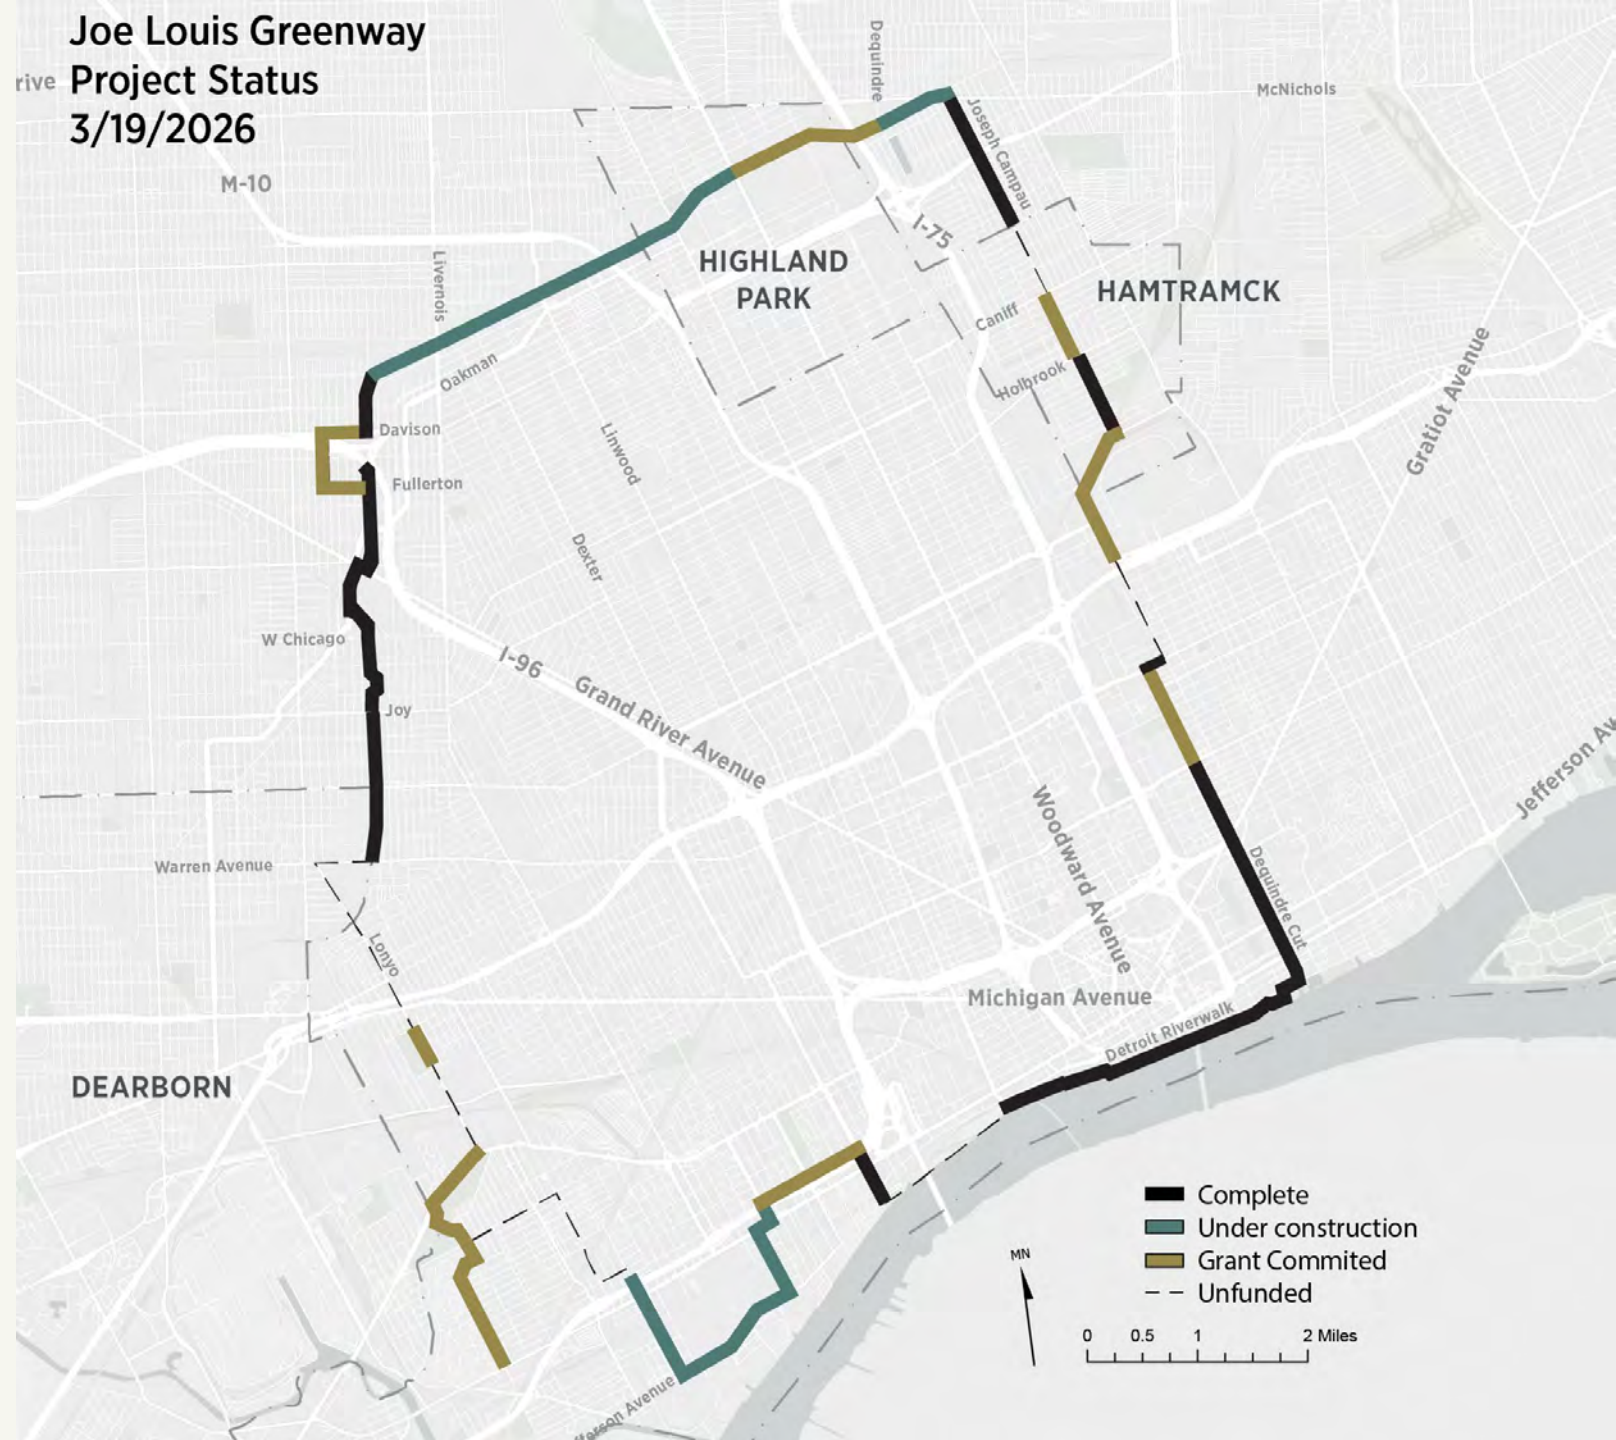 Joe Louis Greenway
Project Status
3/19/2026
rive
M-10
Dequindre
McNichols
Joseph Campau
I-75
HIGHLAND
PARK
HAMTRAMCK
Livernois
Oakman
Caniff
Holbrook
Gratiot Avenue
Davison
Linwood
Fullerton
Dexter
W Chicago
I-96
Grand River Avenue
Joy
Jefferson Av
Woodward Avenue
Warren Avenue
Dequindre Cut
Lonyo
Michigan Avenue
Detroit Riverwalk
DEARBORN
fferson Avenue
Complete
Under construction
Grant Commited
Unfunded
MN
0 0.5 1 2 Miles